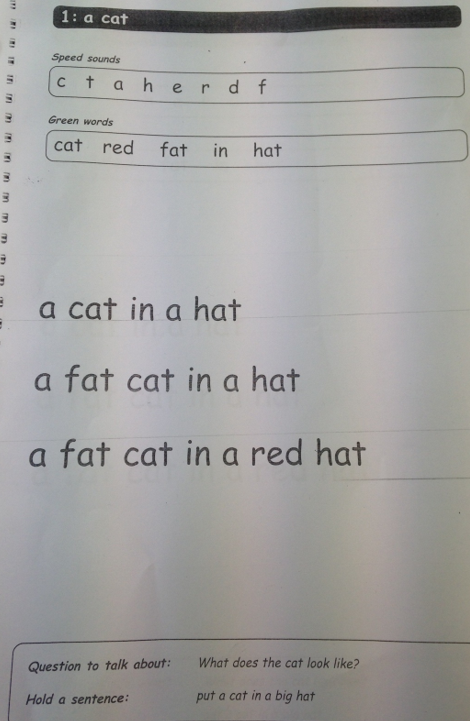 1: a cat
Speed sounds
c t a h e r d f
Green words
cat red fat in hat
a cat in a hat
a fat cat in a hat
a fat cat in a red hat
Question to talk about: What does the cat look like?
Hold a sentence: put a cat in a big hat